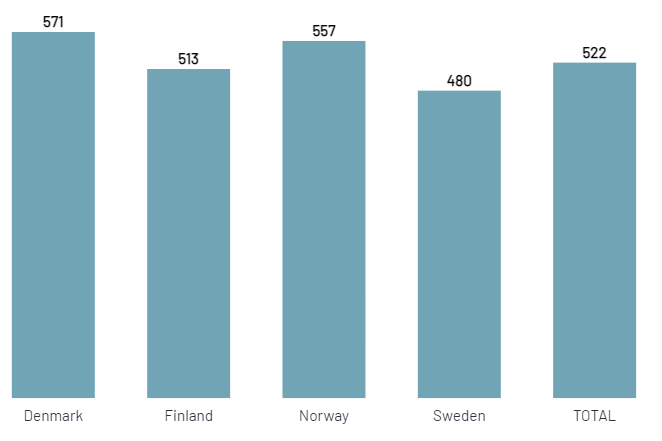 571
513
557
480
522
Denmark
Finland
Norway
Sweden
TOTAL